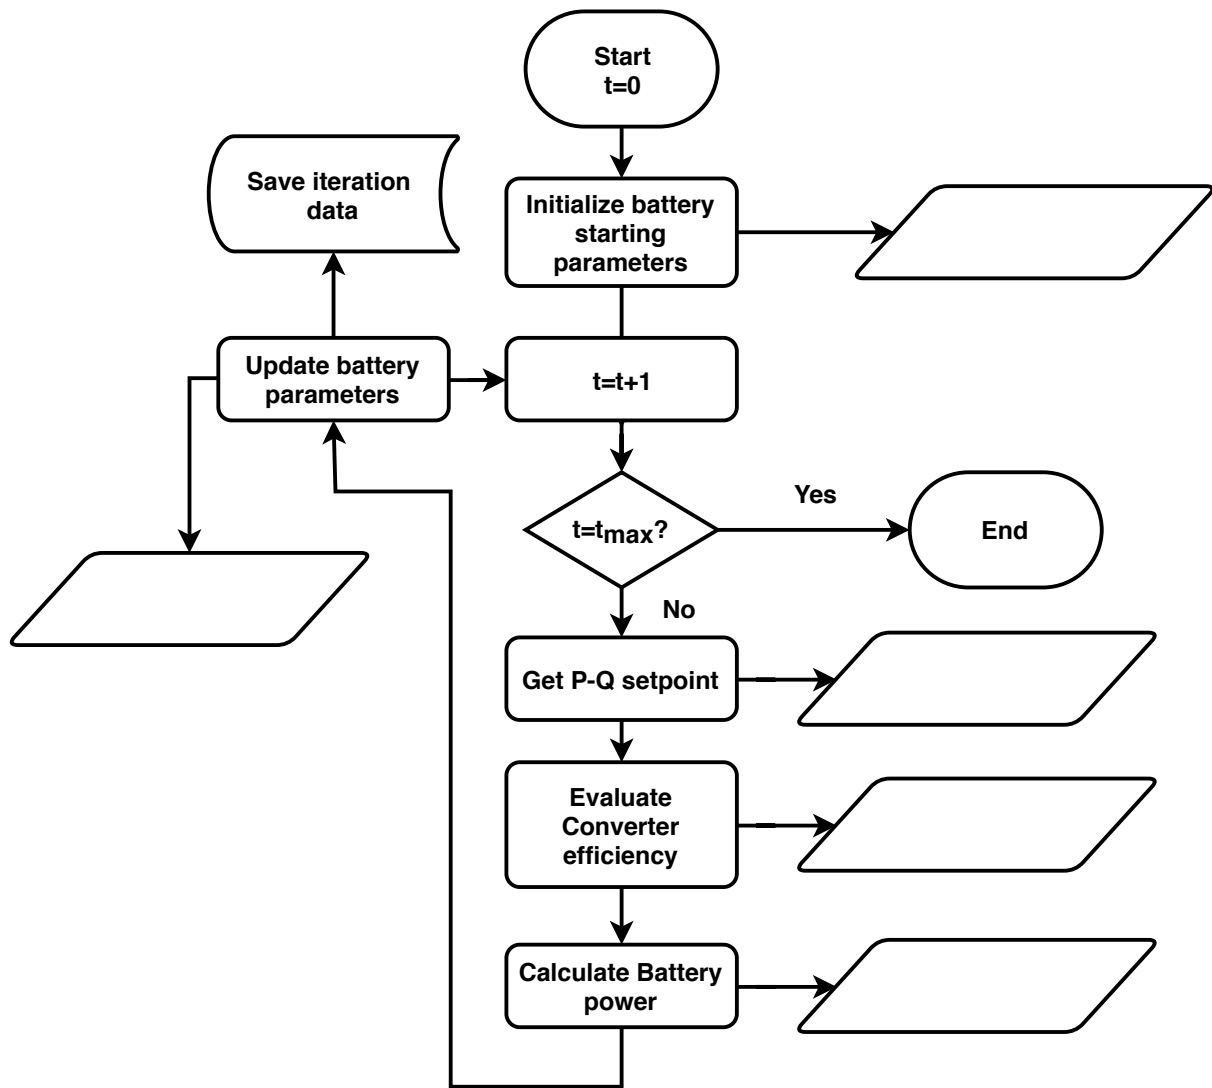 Start
t=0
Save iteration
data
Initialize battery
starting
parameters
Update battery
parameters
t=t+1
t=tmax?
Yes
End
No
Get P-Q setpoint
Evaluate
Converter
efficiency
Calculate Battery
power